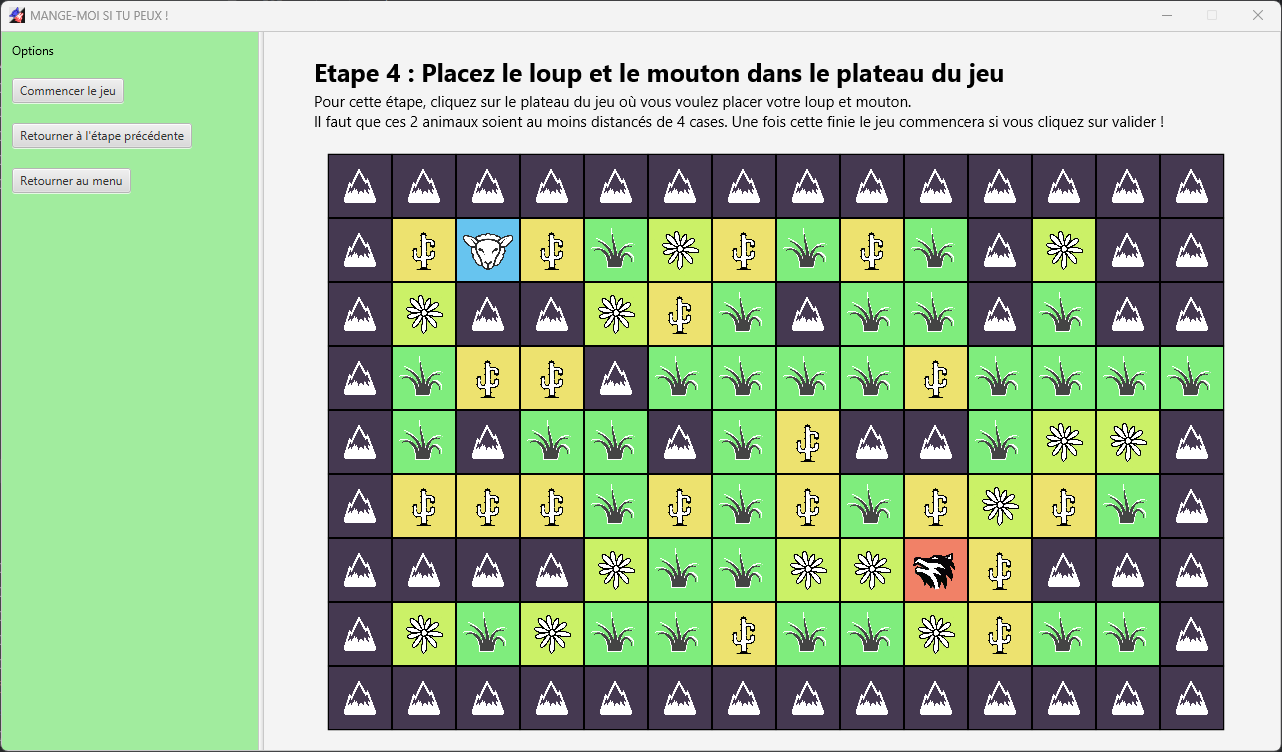 MANGE-MOI SI TU PEUX !
Options
Commencer le jeu
Retourner à l'étape précédente
Retourner au menu
Etape 4 : Placez le loup et le mouton dans le plateau du jeu
Pour cette étape, cliquez sur le plateau du jeu où vous voulez placer votre loup et mouton.
Il faut que ces 2 animaux soient au moins distancés de 4 cases. Une fois cette finie le jeu commencera si vous cliquez sur valider !